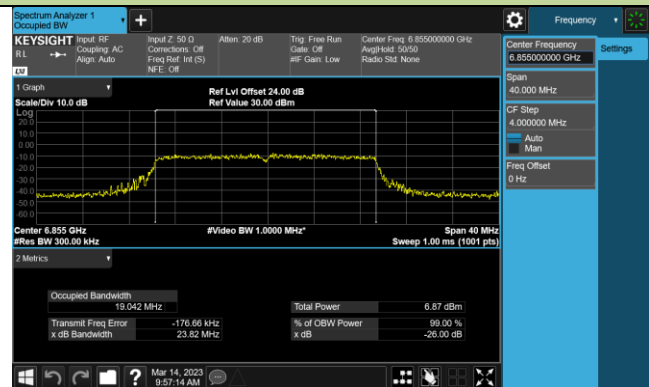 Spectrum Analyzer 1
Occupied BW
Frequency
KEYSIGHT
RL
LXI
Input: RF
Coupling: AC
Align: Auto
Input Z: 50 Ω
Corrections: Off
Freq Ref: Int (S)
NFE: Off
Atten: 20 dB
Trig: Free Run
Gate: Off
#IF Gain: Low
Center Freq: 6.855000000 GHz
Avg|Hold: 50/50
Radio Std: None
Center Frequency
6.855000000 GHz
Settings
Span
40.000 MHz
CF Step
4.000000 MHz
Auto
Man
Freq Offset
0 Hz
1 Graph
Scale/Div 10.0 dB
Ref Lvl Offset 24.00 dB
Ref Value 30.00 dBm
Log
20.0
10.0
0.00
-10.0
-20.0
-30.0
-40.0
-50.0
-60.0
Center 6.855 GHz
#Video BW 1.0000 MHz*
Span 40 MHz
#Res BW 300.00 kHz
Sweep 1.00 ms (1001 pts)
2 Metrics
Occupied Bandwidth
19.042 MHz
Total Power 6.87 dBm
Transmit Freq Error -176.66 kHz
% of OBW Power 99.00 %
x dB Bandwidth 23.82 MHz
x dB -26.00 dB
?
Mar 14, 2023
9:57:14 AM